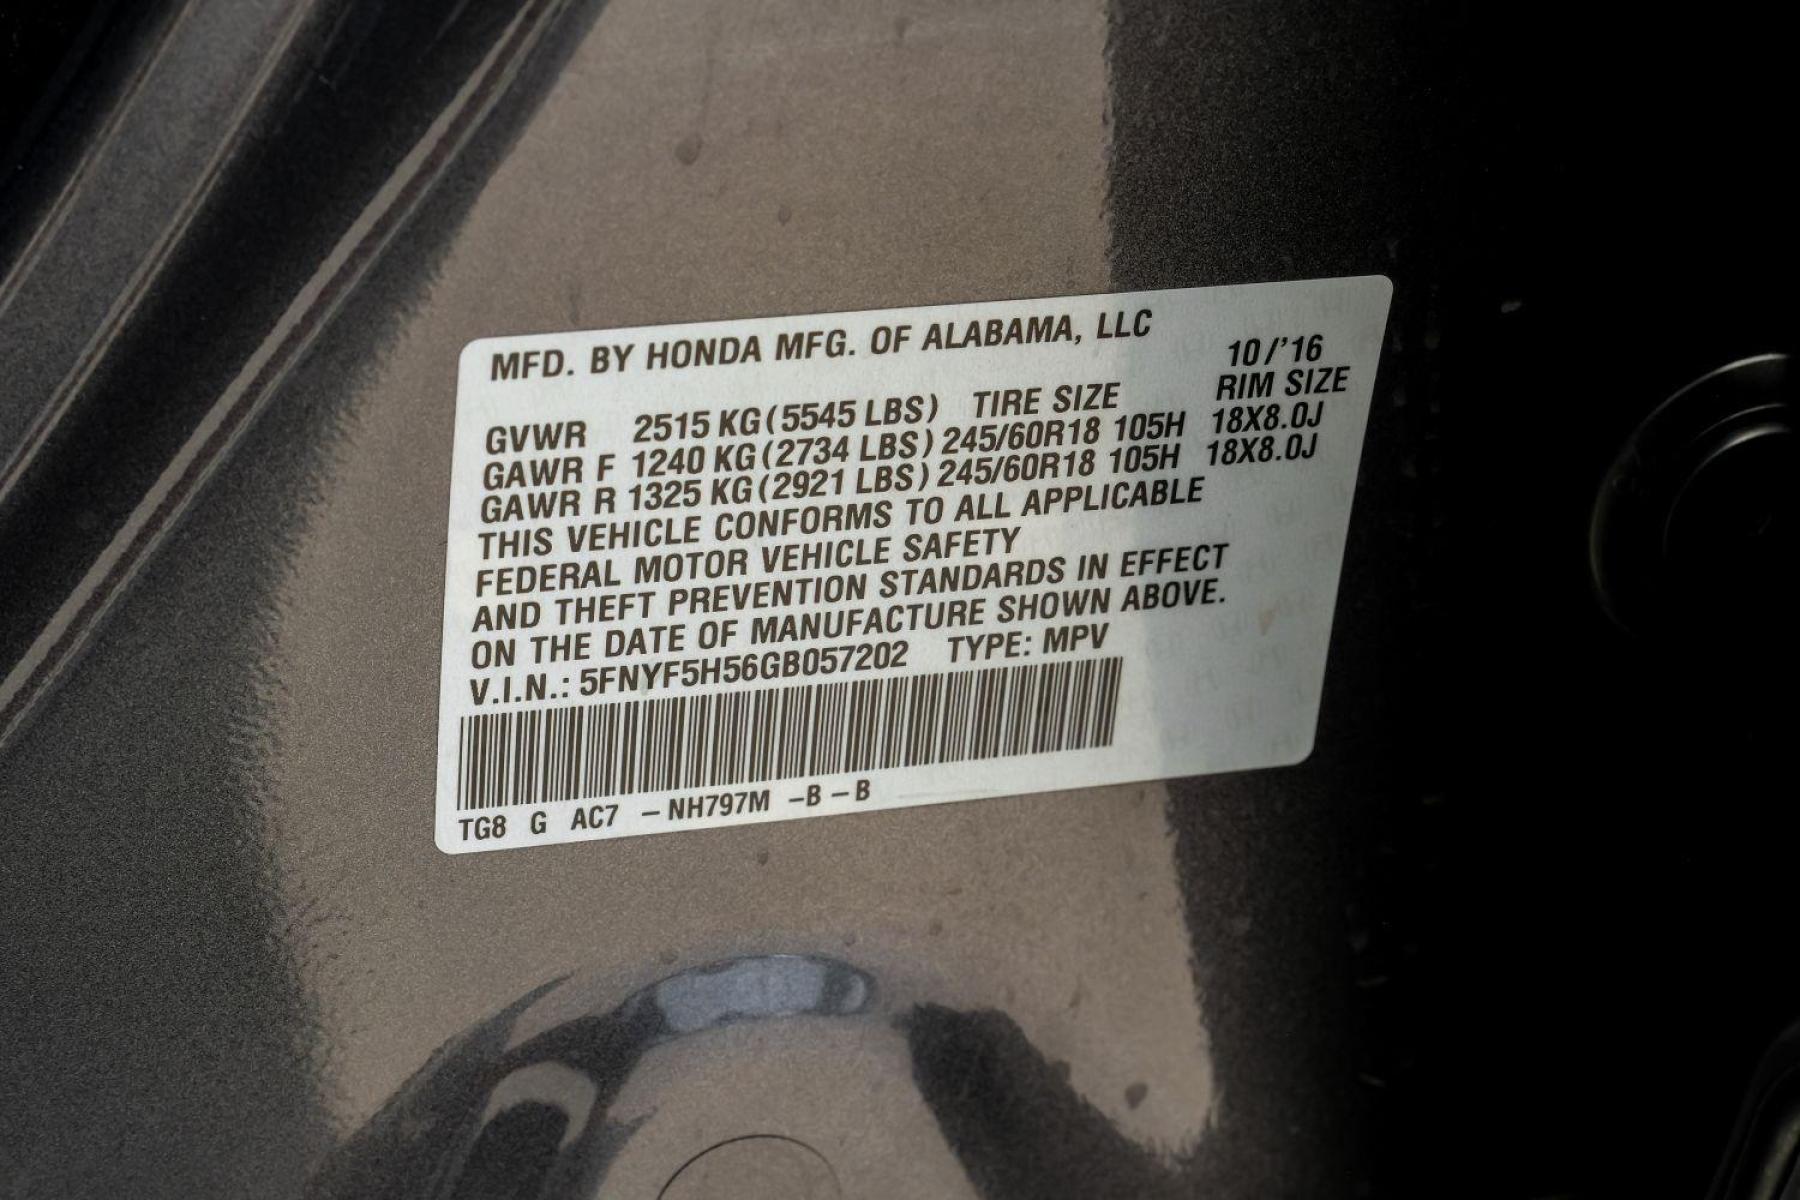 MFD. BY HONDA MFG. OF ALABAMA, LLC
10/'16
GVWR 2515 KG (5545 LBS) TIRE SIZE RIM SIZE
GAWR F 1240 KG (2734 LBS) 245/60R18 105H 18X8.0J
GAWR R 1325 KG (2921 LBS) 245/60R18 105H 18X8.0J
THIS VEHICLE CONFORMS TO ALL APPLICABLE
FEDERAL MOTOR VEHICLE SAFETY
AND THEFT PREVENTION STANDARDS IN EFFECT
ON THE DATE OF MANUFACTURE SHOWN ABOVE.
V.I.N.: 5FNYF5H56GB057202 TYPE: MPV
TG8 G AC7 – NH797M – B – B